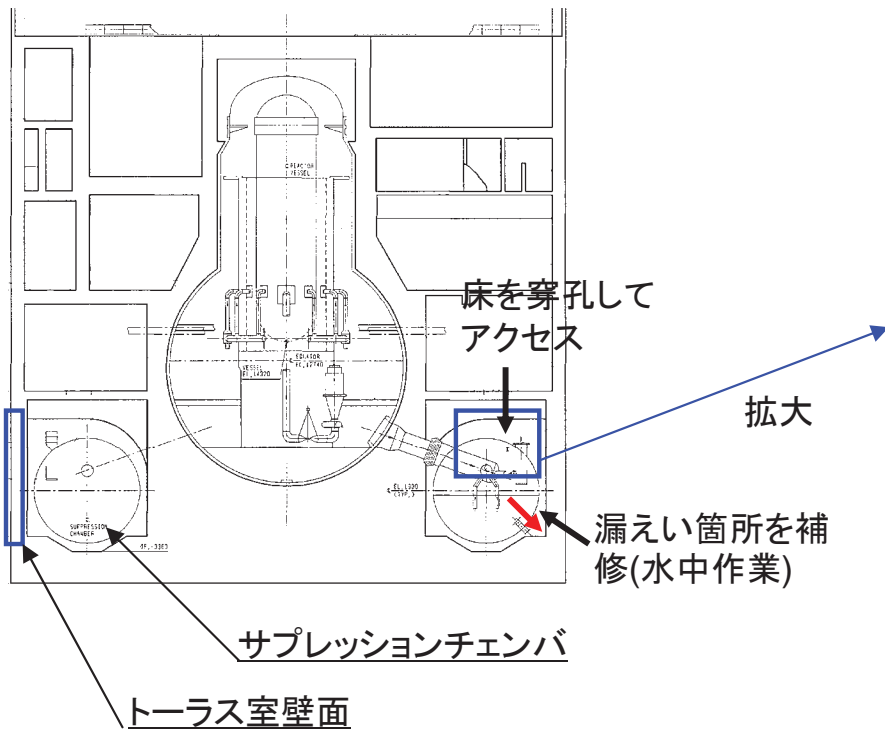 REACTOR
VESSEL
床を穿孔して
アクセス
EQUATOR
VESSEL
拡大
SUPPRESSION
CHAMBER
漏えい箇所を補
修(水中作業)
サプレッションチェンバ
トーラス室壁面